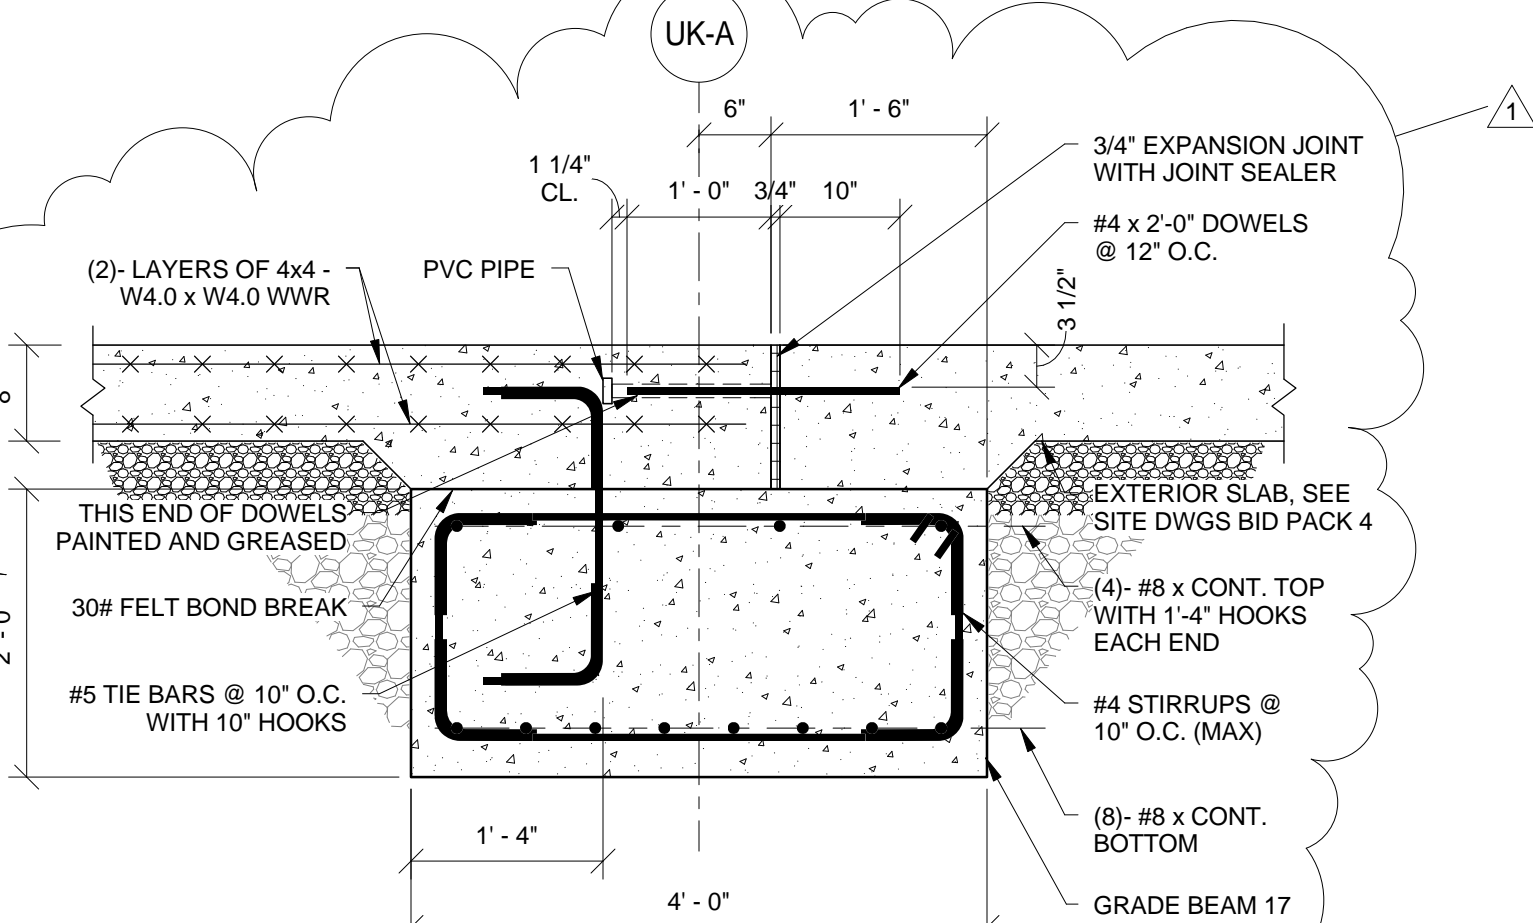 UK-A
6"
1' - 6"
1
3/4" EXPANSION JOINT
WITH JOINT SEALER
1 1/4"
CL.
1' - 0"
3/4"
10"
#4 x 2'-0" DOWELS
@ 12" O.C.
(2)- LAYERS OF 4x4 -
W4.0 x W4.0 WWR
PVC PIPE
3 1/2"
8
THIS END OF DOWELS
PAINTED AND GREASED
EXTERIOR SLAB, SEE
SITE DWGS BID PACK 4
30# FELT BOND BREAK
(4)- #8 x CONT. TOP
WITH 1'-4" HOOKS
EACH END
2' - 0"
#5 TIE BARS @ 10" O.C.
WITH 10" HOOKS
#4 STIRRUPS @
10" O.C. (MAX)
(8)- #8 x CONT.
BOTTOM
1' - 4"
4' - 0"
GRADE BEAM 17